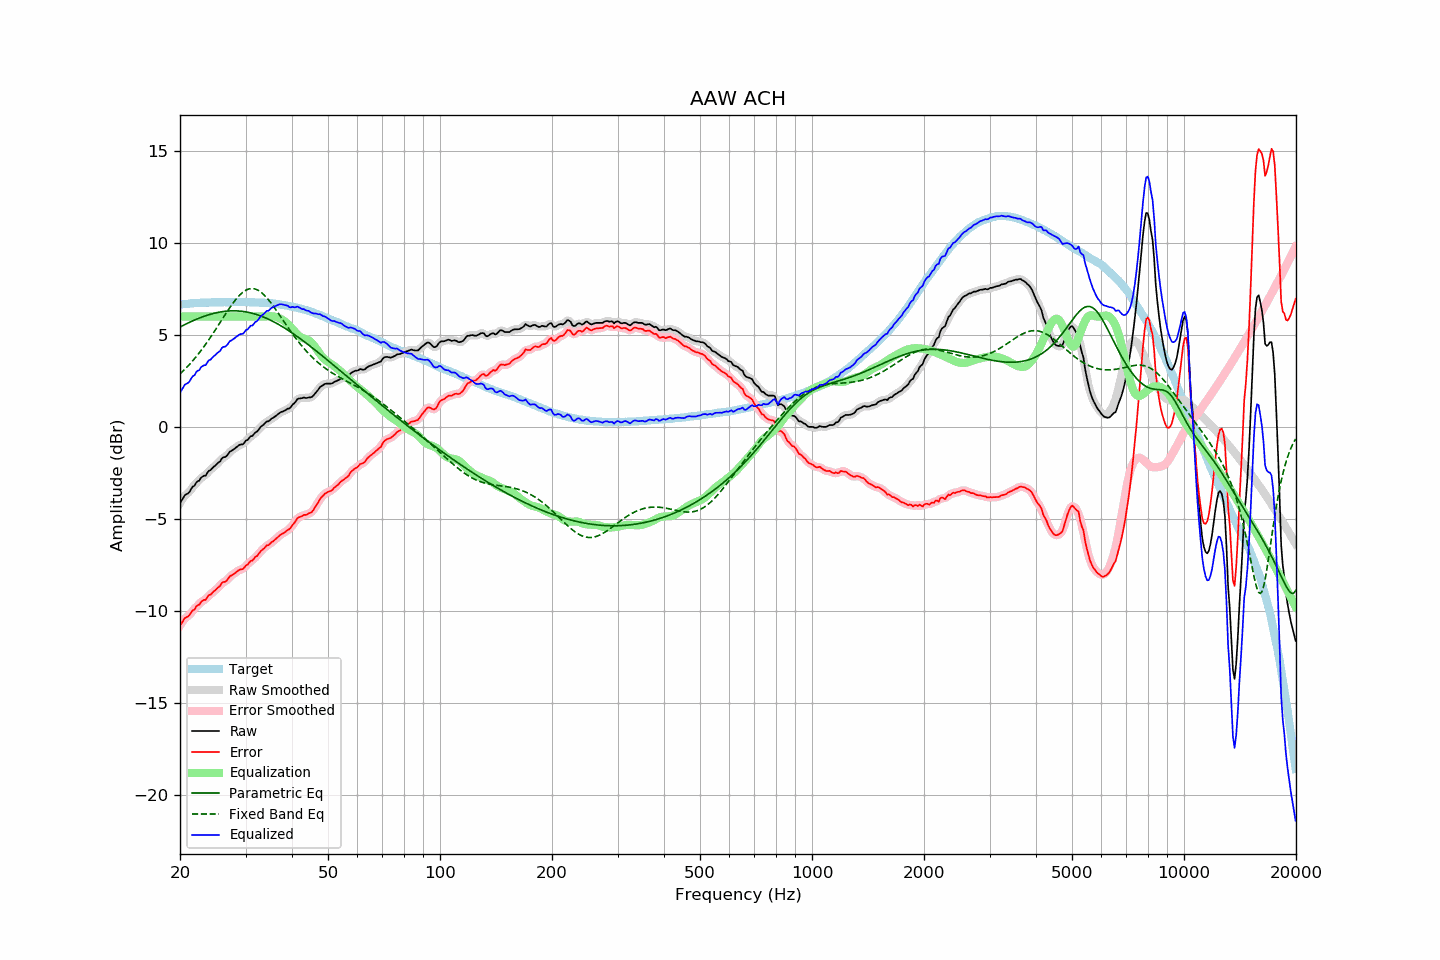 AAW ACH
Amplitude (dBr)
15
10
5
0
−5
−10
−15
−20
Target
Raw Smoothed
Error Smoothed
Raw
Error
Equalization
Parametric Eq
Fixed Band Eq
Equalized
20 50 100 200 500 1000 2000 5000 10000 20000
Frequency (Hz)